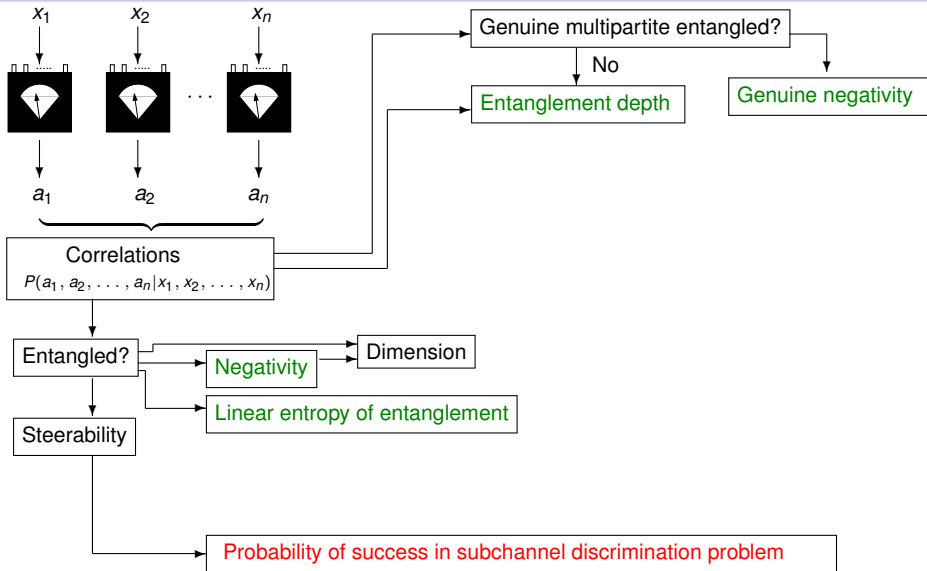 x₁ x₂ xₙ
..... ..... .....
. . .
a₁ a₂ aₙ
Correlations
P(a₁, a₂, . . . , aₙ|x₁, x₂, . . . , xₙ)
Genuine multipartite entangled?
No
Entanglement depth
Genuine negativity
Entangled?
Dimension
Negativity
Linear entropy of entanglement
Steerability
Probability of success in subchannel discrimination problem